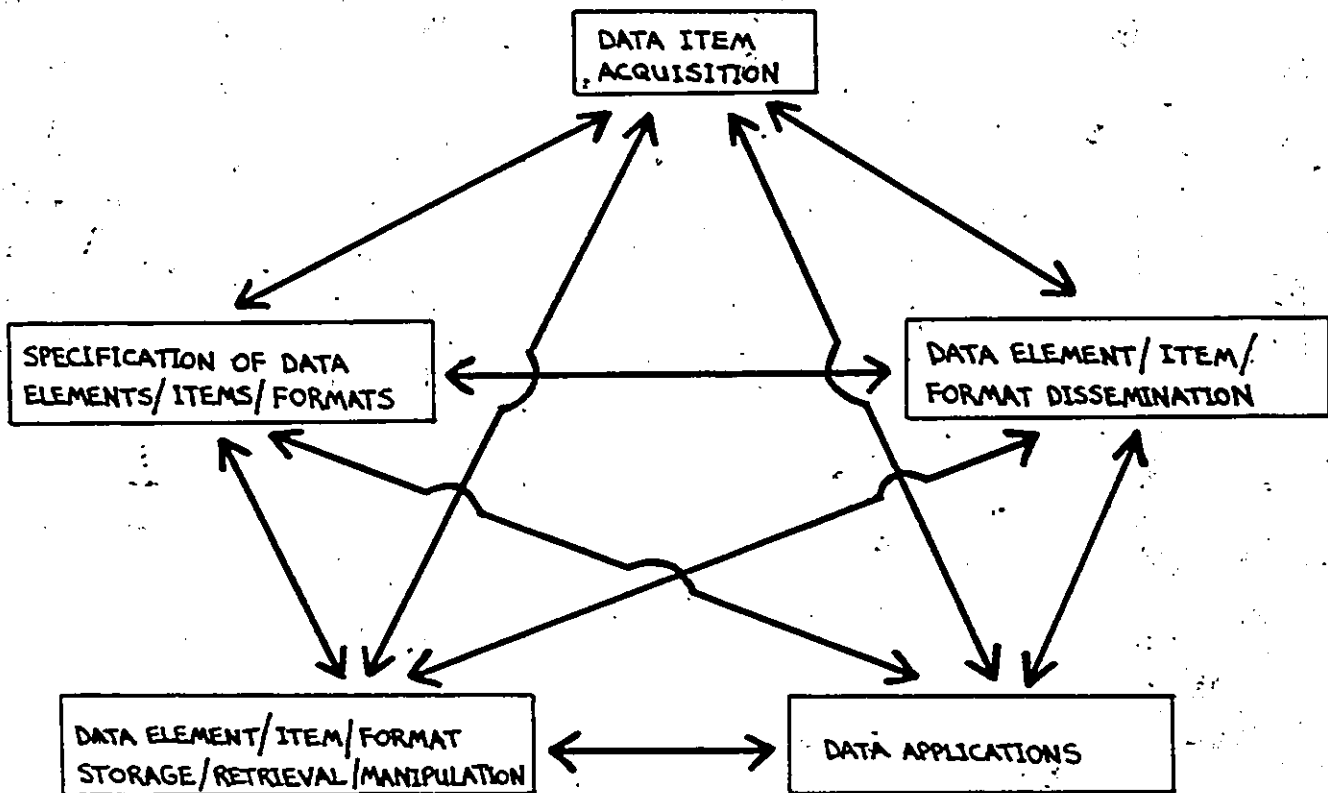 DATA ITEM
ACQUISITION
SPECIFICATION OF DATA
ELEMENTS/ITEMS/FORMATS
DATA ELEMENT/ITEM/
FORMAT DISSEMINATION
DATA ELEMENT/ITEM/FORMAT
STORAGE/RETRIEVAL/MANIPULATION
DATA APPLICATIONS